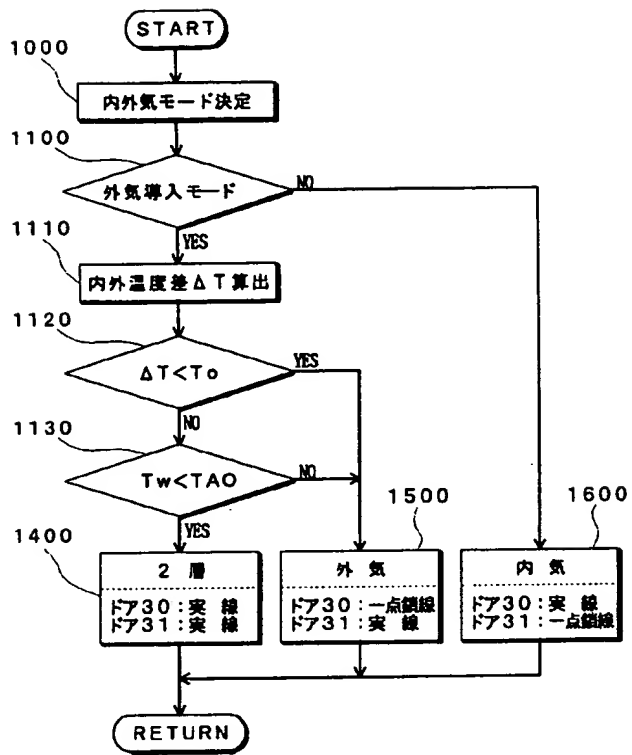 START
1000
内外気モード決定
1100
外気導入モード
NO
YES
1110
内外温度差ΔT算出
1120
ΔT<To
YES
NO
1130
Tw<TAO
NO
YES
1400
2 層
ドア30:実 線
ドア31:実 線
1500
外 気
ドア30:一点鎖線
ドア31:実 線
1600
内 気
ドア30:実 線
ドア31:一点鎖線
RETURN